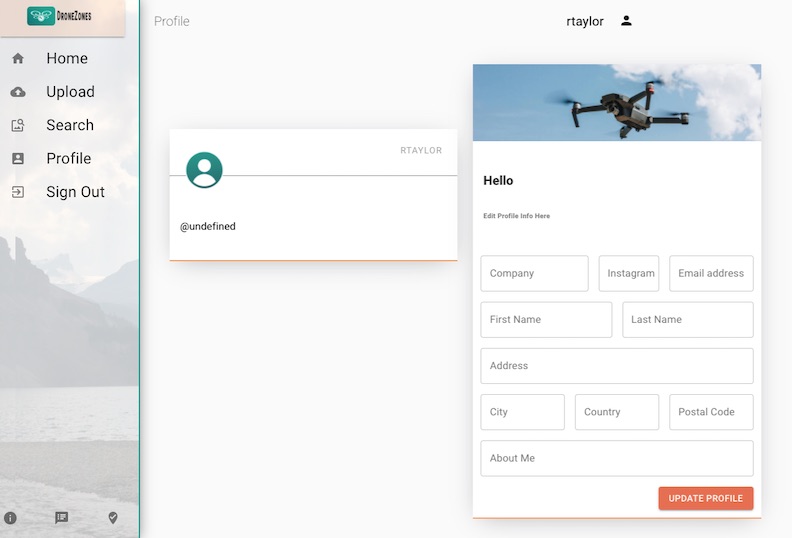 DroneZones
Home
Upload
Search
Profile
Sign Out
Profile
rtaylor
RTAYLOR
@undefined
Hello
Edit Profile Info Here
Company Instagram Email address
First Name Last Name
Address
City Country Postal Code
About Me
UPDATE PROFILE